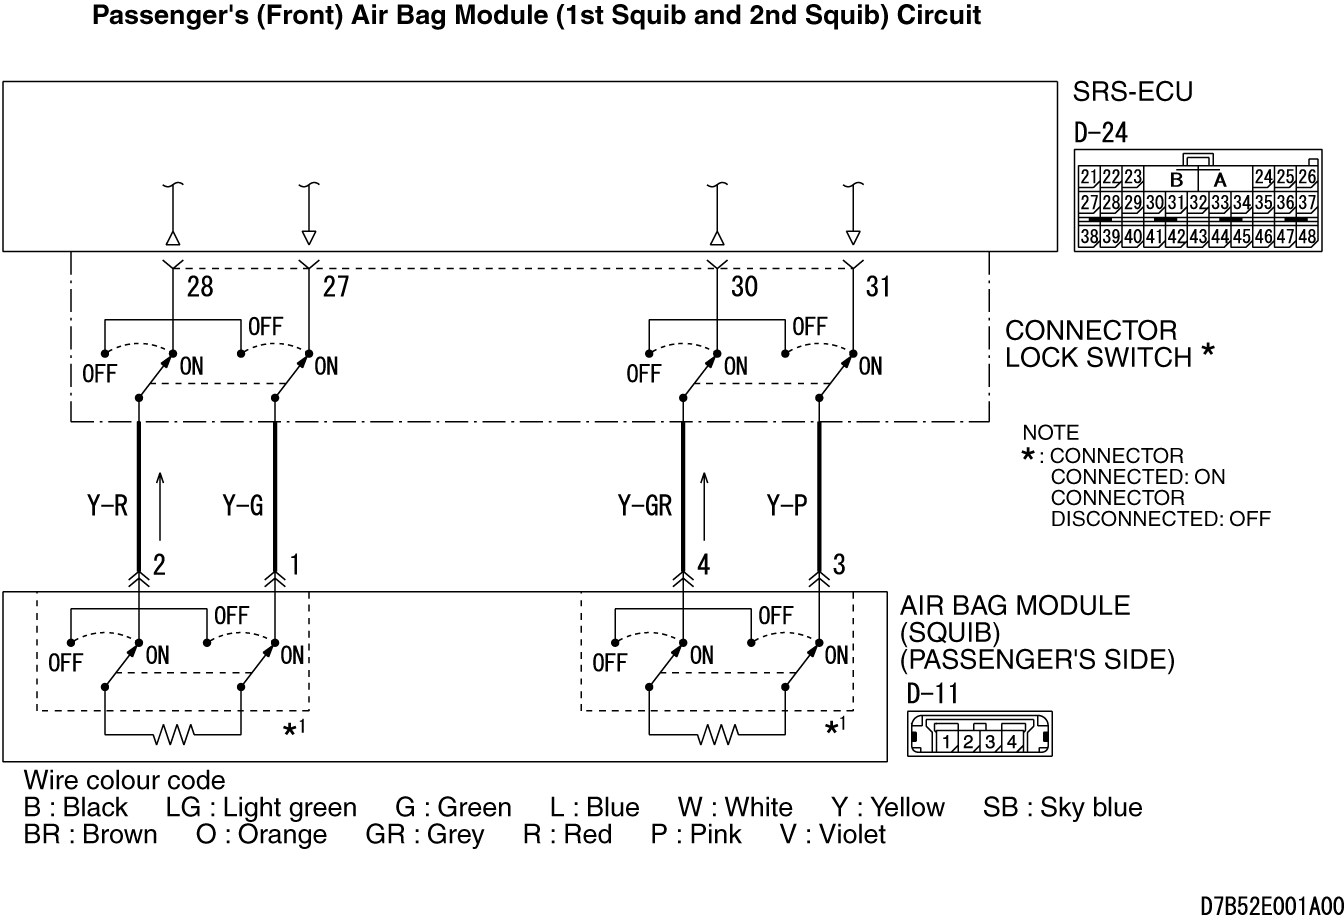 Passenger's (Front) Air Bag Module (1st Squib and 2nd Squib) Circuit
SRS-ECU
D-24
21 22 23 B A 24 25 26
27 28 29 30 31 32 33 34 35 36 37
38 39 40 41 42 43 44 45 46 47 48
28 27 30 31
OFF OFF
OFF ON ON OFF ON ON
CONNECTOR
LOCK SWITCH *
NOTE
* : CONNECTOR
CONNECTED: ON
CONNECTOR
DISCONNECTED: OFF
Y-R Y-G Y-GR Y-P
2 1 4 3
OFF OFF
OFF ON ON OFF ON ON
*1 *1
AIR BAG MODULE
(SQUIB)
(PASSENGER'S SIDE)
D-11
1 2 3 4
Wire colour code
B : Black LG : Light green G : Green L : Blue W : White Y : Yellow SB : Sky blue
BR : Brown O : Orange GR : Grey R : Red P : Pink V : Violet
D7B52E001A00